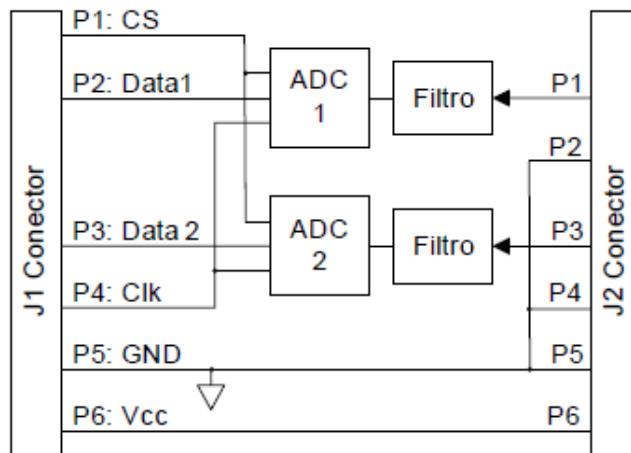 J1 Conector
P1: CS
P2: Data1
P3: Data 2
P4: Clk
P5: GND
P6: Vcc
ADC
1
Filtro
ADC
2
Filtro
P1
P2
P3
P4
P5
P6
J2 Conector